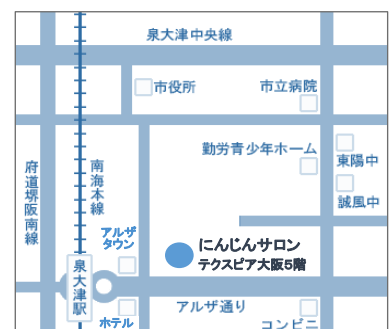 泉大津中央線
市役所
市立病院
勤労青少年ホーム
東陽中
誠風中
府道堺阪南線
南海本線
アルザ
タウン
にんじんサロン
テクスピア大阪5階
泉大津駅
アルザ通り
ホテル
コンビニ